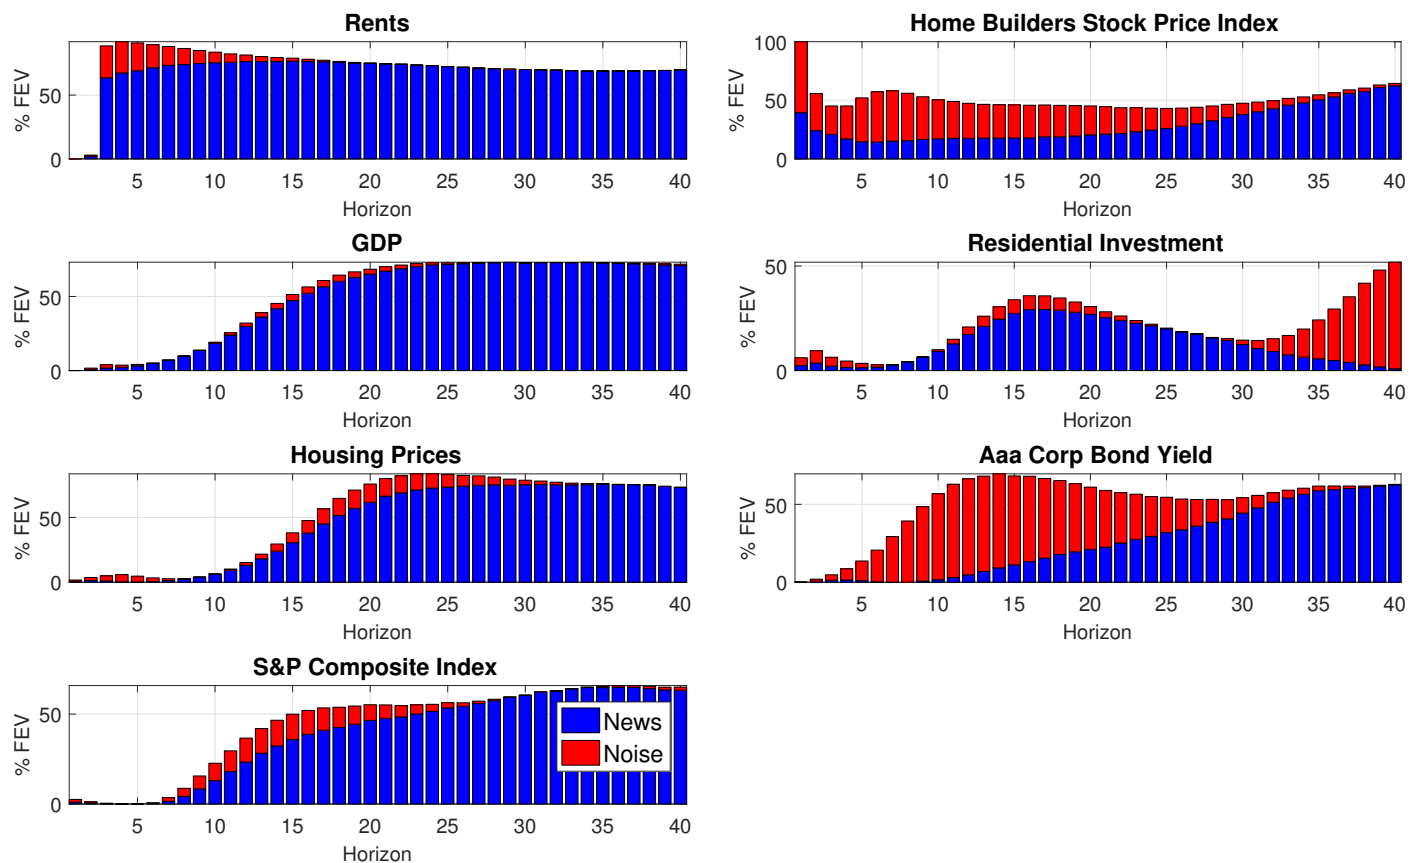 Rents
% FEV
50
0
5 10 15 20 25 30 35 40
Horizon
Home Builders Stock Price Index
% FEV
100
50
0
5 10 15 20 25 30 35 40
Horizon
GDP
% FEV
50
0
5 10 15 20 25 30 35 40
Horizon
Residential Investment
% FEV
50
0
5 10 15 20 25 30 35 40
Horizon
Housing Prices
% FEV
50
0
5 10 15 20 25 30 35 40
Horizon
Aaa Corp Bond Yield
% FEV
50
0
5 10 15 20 25 30 35 40
Horizon
S&P Composite Index
% FEV
50
0
5 10 15 20 25 30 35 40
Horizon
News
Noise